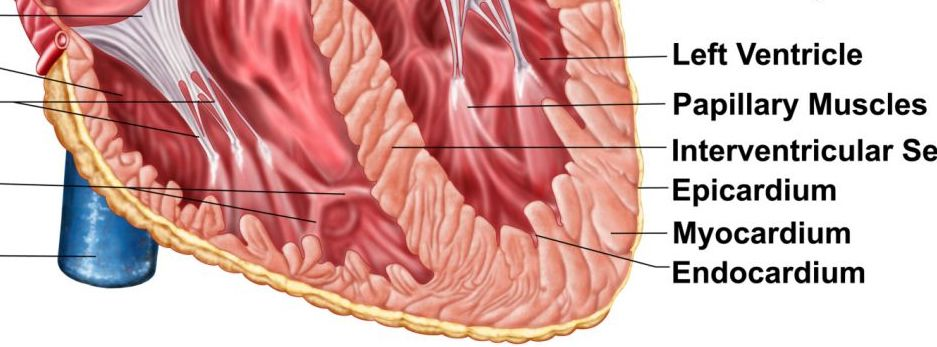 Left Ventricle
Papillary Muscles
Interventricular Se
Epicardium
Myocardium
Endocardium